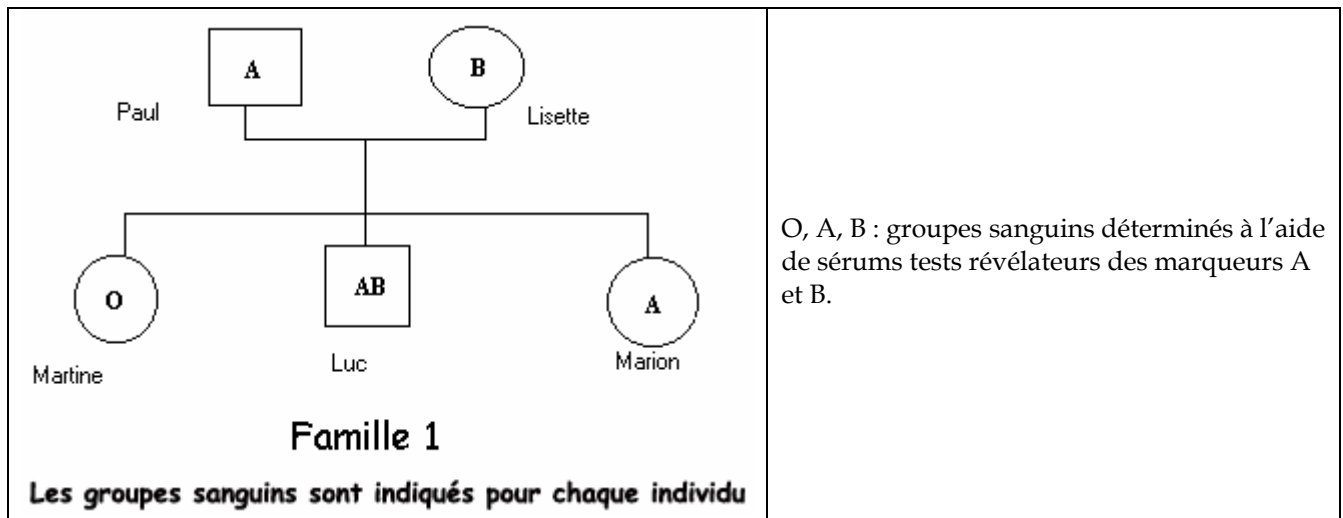 A
B
Paul
Lisette
O
AB
A
Martine
Luc
Marion
Famille 1
Les groupes sanguins sont indiqués pour chaque individu
O, A, B : groupes sanguins déterminés à l’aide
de sérums tests révélateurs des marqueurs A
et B.